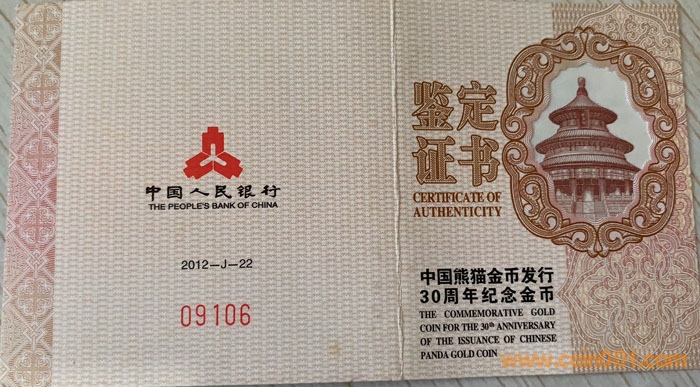 中国人民银行
THE PEOPLE'S BANK OF CHINA
2012-J-22
09106
鉴定
证书
CERTIFICATE OF
AUTHENTICITY
中国熊猫金币发行
30周年纪念金币
THE COMMEMORATIVE GOLD
COIN FOR THE 30th ANNIVERSARY
OF THE ISSUANCE OF CHINESE
PANDA GOLD COIN
www.coin001.com